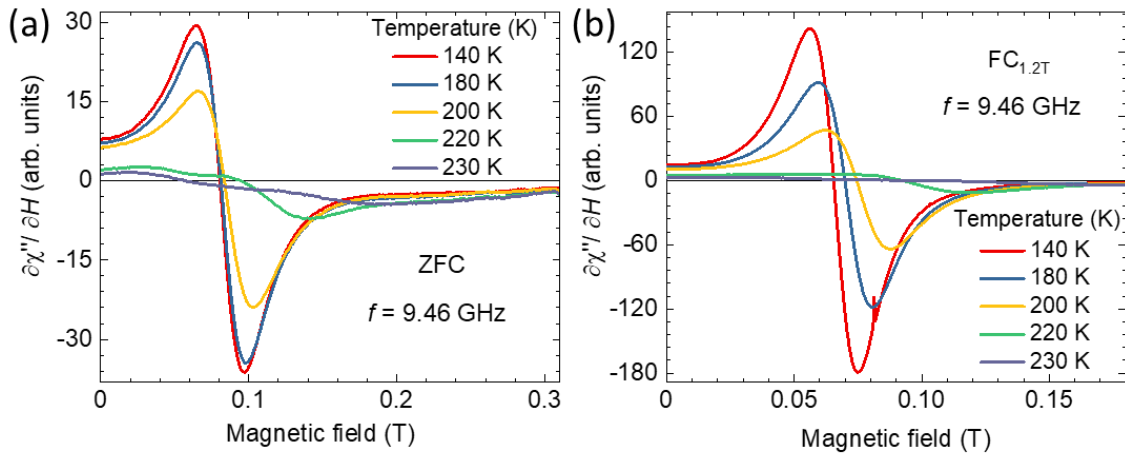 (a)
∂χ''/ ∂H (arb. units)
30
15
0
-15
-30
Temperature (K)
140 K
180 K
200 K
220 K
230 K
ZFC
f = 9.46 GHz
0
0.1
0.2
0.3
Magnetic field (T)
(b)
∂χ''/ ∂H (arb. units)
120
60
0
-60
-120
-180
FC1.2T
f = 9.46 GHz
Temperature (K)
140 K
180 K
200 K
220 K
230 K
0
0.05
0.10
0.15
Magnetic field (T)